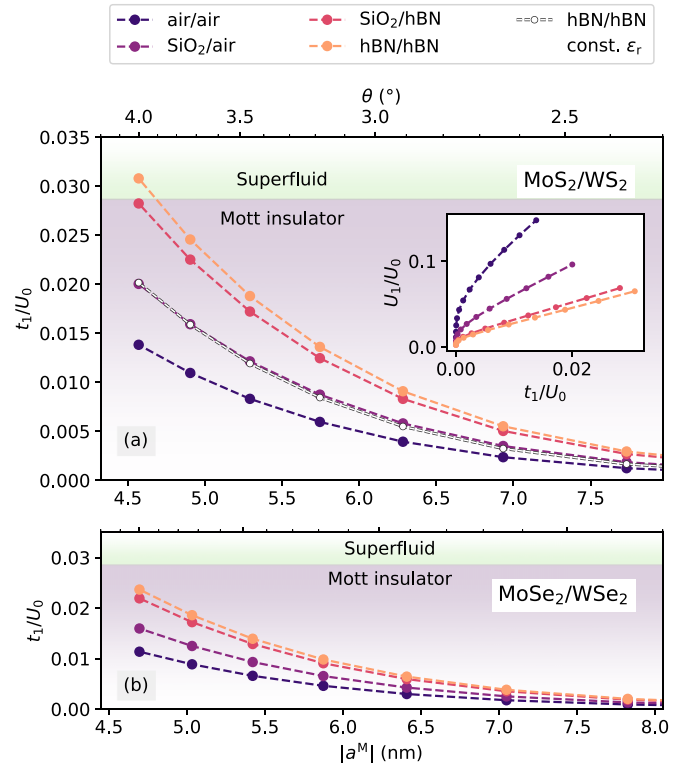 air/air
SiO₂/air
SiO₂/hBN
hBN/hBN
hBN/hBN
const. εᵣ
θ (°)
4.0 3.5 3.0 2.5
0.035
0.030
0.025
0.020
0.015
0.010
0.005
0.000
t₁/U₀
Superfluid
MoS₂/WS₂
Mott insulator
U₁/U₀
0.1
0.0
0.00 0.02
t₁/U₀
(a)
4.5 5.0 5.5 6.0 6.5 7.0 7.5
Superfluid
Mott insulator
MoSe₂/WSe₂
t₁/U₀
0.03
0.02
0.01
0.00
(b)
4.5 5.0 5.5 6.0 6.5 7.0 7.5 8.0
|aᴹ| (nm)